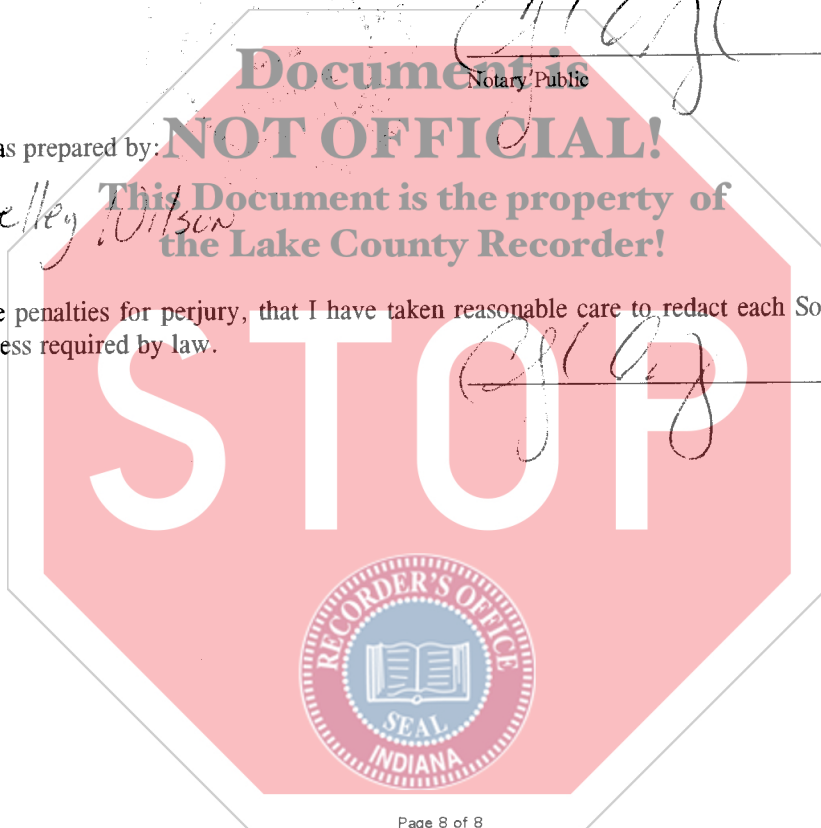 Document is
Notary Public
NOT OFFICIAL!
as prepared by:
This Document is the property of
elley Wilson
the Lake County Recorder!
e penalties for perjury, that I have taken reasonable care to redact each So
ess required by law.
STOP
RECORDER'S OFFICE
SEAL
INDIANA
Page 8 of 8